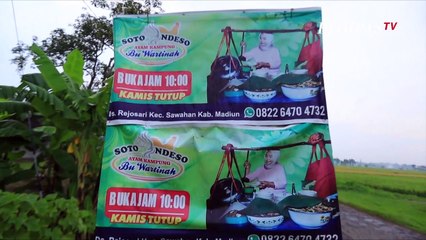 TV
SOTO NDESO
AYAM KAMPUNG
Bu Wartinah
BUKA JAM 10:00
KAMIS TUTUP
Ds. Rejosari Kec. Sawahan Kab. Madiun
0822 6470 4732
SOTO NDESO
AYAM KAMPUNG
Bu Wartinah
BUKA JAM 10:00
KAMIS TUTUP
0822 6470 4732